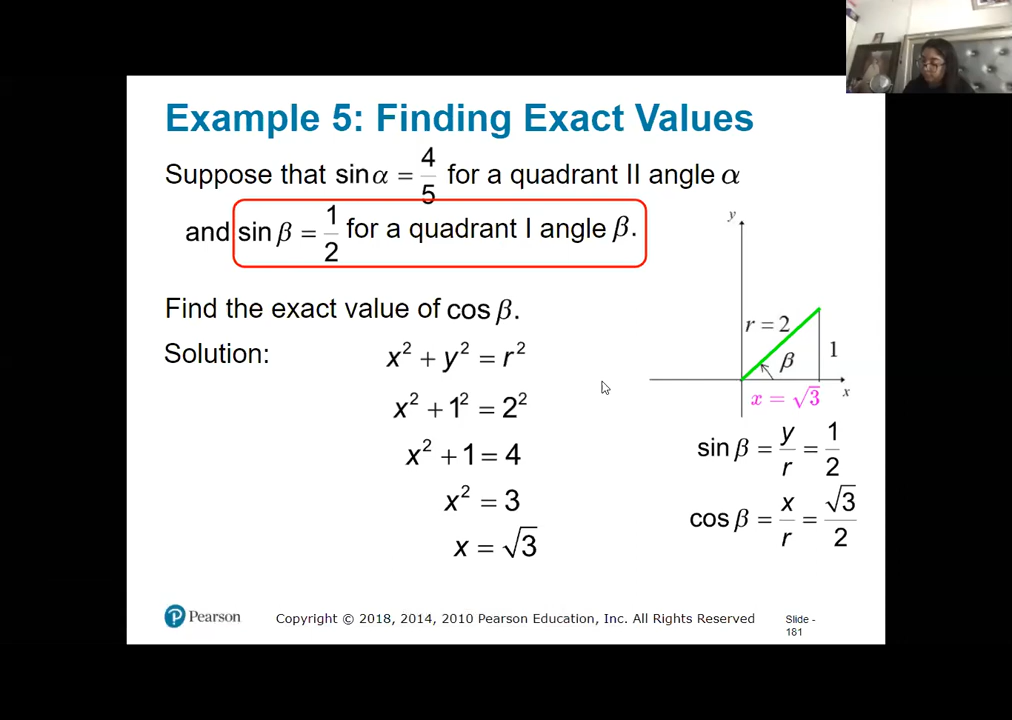 Example 5: Finding Exact Values
Suppose that sin α = 4/5 for a quadrant II angle α
and sin β = 1/2 for a quadrant I angle β.
Find the exact value of cos β.
Solution:
x² + y² = r²
x² + 1² = 2²
x² + 1 = 4
x² = 3
x = √3
y
r = 2
1
β
x = √3
x
sin β = y/r = 1/2
cos β = x/r = √3/2
Pearson
Copyright © 2018, 2014, 2010 Pearson Education, Inc. All Rights Reserved
Slide -
181